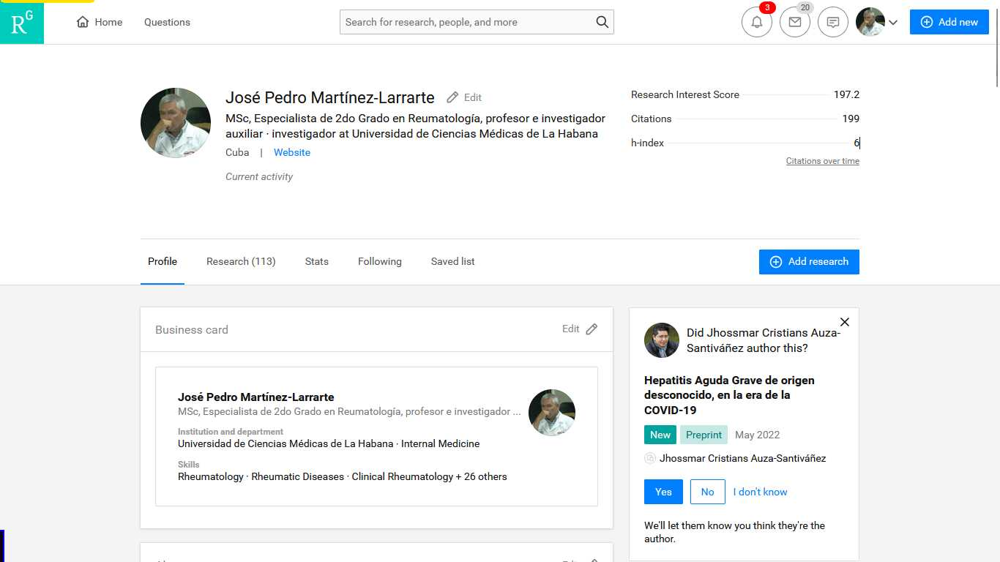 RG
Home
Questions
Search for research, people, and more
3
20
Add new
José Pedro Martínez-Larrarte
Edit
MSc, Especialista de 2do Grado en Reumatología, profesor e investigador
auxiliar · investigador at Universidad de Ciencias Médicas de La Habana
Cuba | Website
Current activity
Research Interest Score 197.2
Citations 199
h-index 6
Citations over time
Profile
Research (113)
Stats
Following
Saved list
Add research
Business card
Edit
José Pedro Martínez-Larrarte
MSc, Especialista de 2do Grado en Reumatología, profesor e investigador ...
Institution and department
Universidad de Ciencias Médicas de La Habana · Internal Medicine
Skills
Rheumatology · Rheumatic Diseases · Clinical Rheumatology + 26 others
Did Jhossmar Cristians Auza-
Santiváñez author this?
Hepatitis Aguda Grave de origen
desconocido, en la era de la
COVID-19
New Preprint May 2022
Jhossmar Cristians Auza-Santiváñez
Yes No I don't know
We'll let them know you think they're the
author.